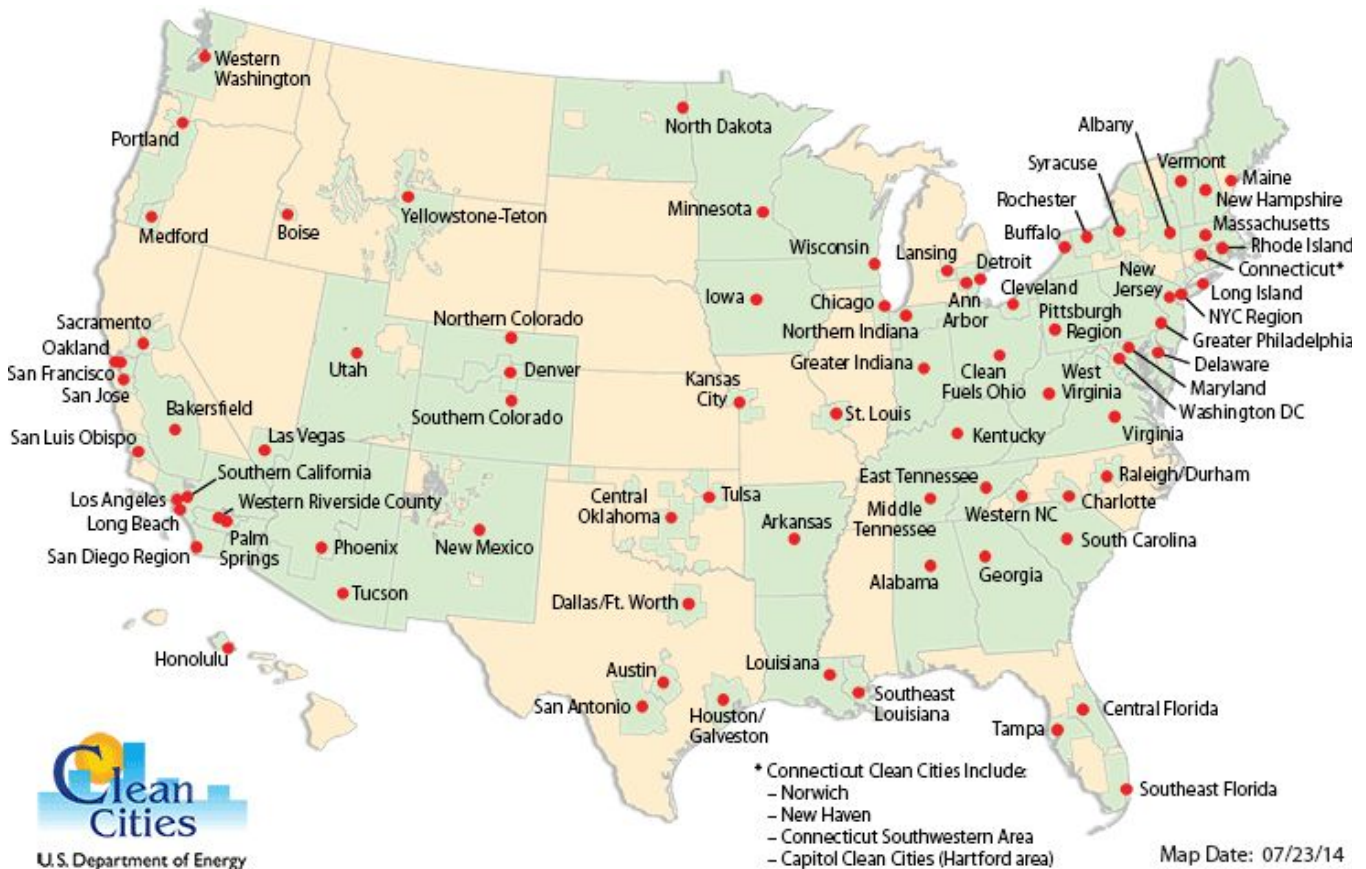 Western
Washington
Portland
Medford
Boise
Yellowstone-Teton
North Dakota
Minnesota
Wisconsin
Iowa
Chicago
Lansing
Detroit
Ann
Arbor
Cleveland
Northern Indiana
Greater Indiana
Clean
Fuels Ohio
Pittsburgh
Region
West
Virginia
Kentucky
Buffalo
Rochester
Syracuse
Albany
Vermont
Maine
New Hampshire
Massachusetts
Rhode Island
Connecticut*
Long Island
NYC Region
New
Jersey
Greater Philadelphia
Delaware
Maryland
Washington DC
Virginia
Sacramento
Oakland
San Francisco
San Jose
Bakersfield
San Luis Obispo
Las Vegas
Southern California
Los Angeles
Western Riverside County
Long Beach
Palm
Springs
San Diego Region
Utah
Northern Colorado
Denver
Southern Colorado
Phoenix
Tucson
New Mexico
Kansas
City
St. Louis
Central
Oklahoma
Tulsa
Arkansas
East Tennessee
Middle
Tennessee
Western NC
Raleigh/Durham
Charlotte
South Carolina
Alabama
Georgia
Dallas/Ft. Worth
Austin
San Antonio
Houston/
Galveston
Louisiana
Southeast
Louisiana
Central Florida
Tampa
Southeast Florida
Honolulu
Clean
Cities
U.S. Department of Energy
* Connecticut Clean Cities Include:
– Norwich
– New Haven
– Connecticut Southwestern Area
– Capitol Clean Cities (Hartford area)
Map Date: 07/23/14